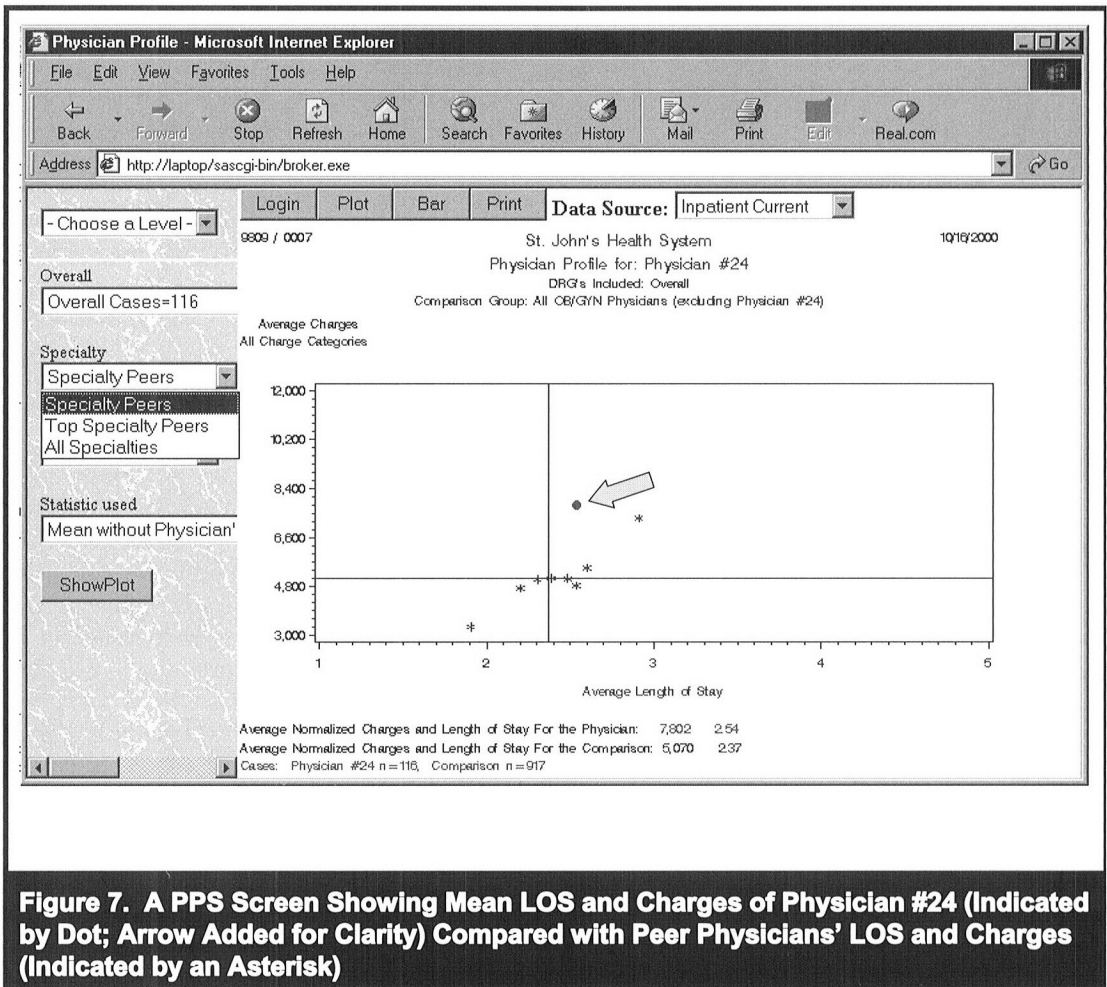 Physician Profile - Microsoft Internet Explorer
File Edit View Favorites Tools Help
Back Forward Stop Refresh Home Search Favorites History Mail Print Edit Real.com
Address http://laptop/sascgi-bin/broker.exe Go
- Choose a Level -
Login Plot Bar Print Data Source: Inpatient Current
9809 / 0007 St. John's Health System 10/16/2000
Physician Profile for: Physician #24
DRG's Included: Overall
Comparison Group: All OB/GYN Physicians (excluding Physician #24)
Overall
Overall Cases=116
Specialty
Specialty Peers
Specialty Peers
Top Specialty Peers
All Specialties
Statistic used
Mean without Physician'
ShowPlot
Average Charges
All Charge Categories
12,000
10,200
8,400
6,600
4,800
3,000
1 2 3 4 5
Average Length of Stay
Average Normalized Charges and Length of Stay For the Physician: 7,802 2.54
Average Normalized Charges and Length of Stay For the Comparison: 5,070 2.37
Cases: Physician #24 n=116, Comparison n=917
Figure 7. A PPS Screen Showing Mean LOS and Charges of Physician #24 (Indicated
by Dot; Arrow Added for Clarity) Compared with Peer Physicians' LOS and Charges
(Indicated by an Asterisk)